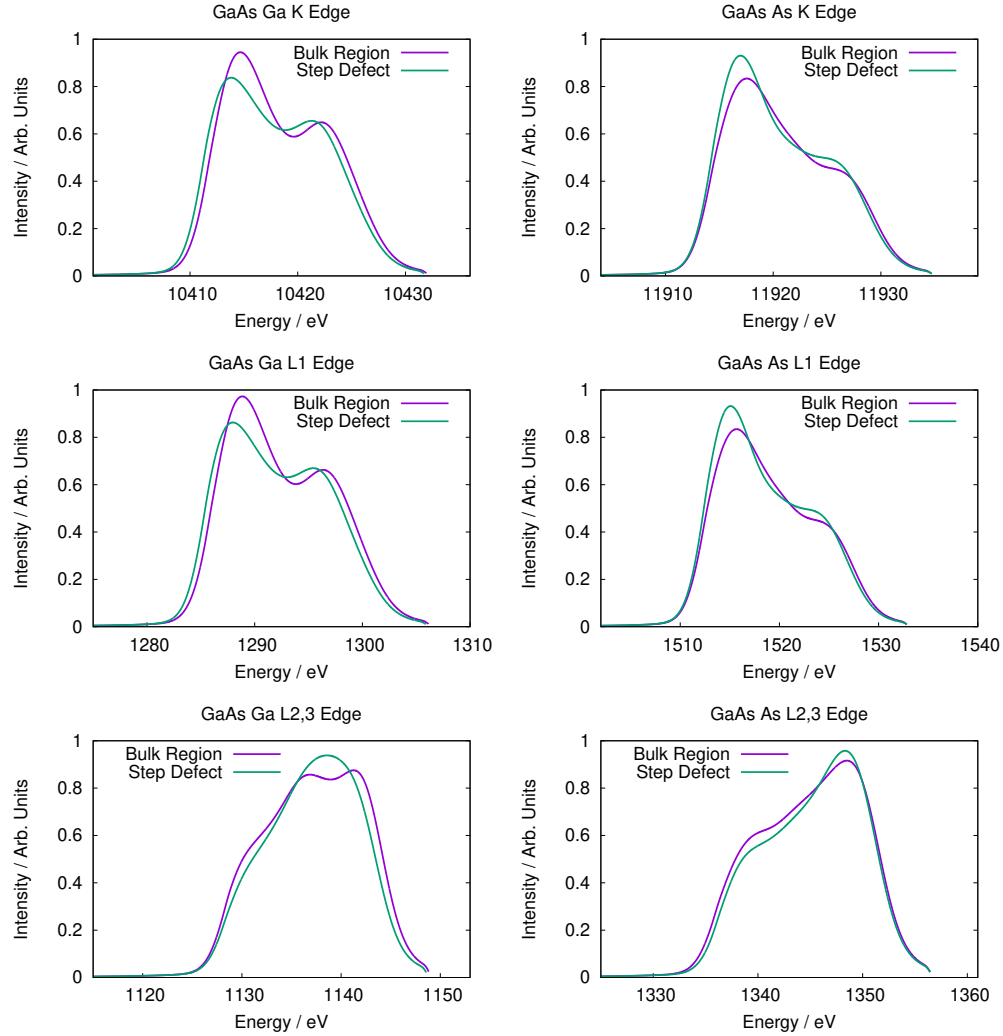 GaAs Ga K Edge
Intensity / Arb. Units
1
0.8
0.6
0.4
0.2
0
Bulk Region
Step Defect
10410 10420 10430
Energy / eV
GaAs As K Edge
Intensity / Arb. Units
1
0.8
0.6
0.4
0.2
0
Bulk Region
Step Defect
11910 11920 11930
Energy / eV
GaAs Ga L1 Edge
Intensity / Arb. Units
1
0.8
0.6
0.4
0.2
0
Bulk Region
Step Defect
1280 1290 1300 1310
Energy / eV
GaAs As L1 Edge
Intensity / Arb. Units
1
0.8
0.6
0.4
0.2
0
Bulk Region
Step Defect
1510 1520 1530 1540
Energy / eV
GaAs Ga L2,3 Edge
Intensity / Arb. Units
1
0.8
0.6
0.4
0.2
0
Bulk Region
Step Defect
1120 1130 1140 1150
Energy / eV
GaAs As L2,3 Edge
Intensity / Arb. Units
1
0.8
0.6
0.4
0.2
0
Bulk Region
Step Defect
1330 1340 1350 1360
Energy / eV